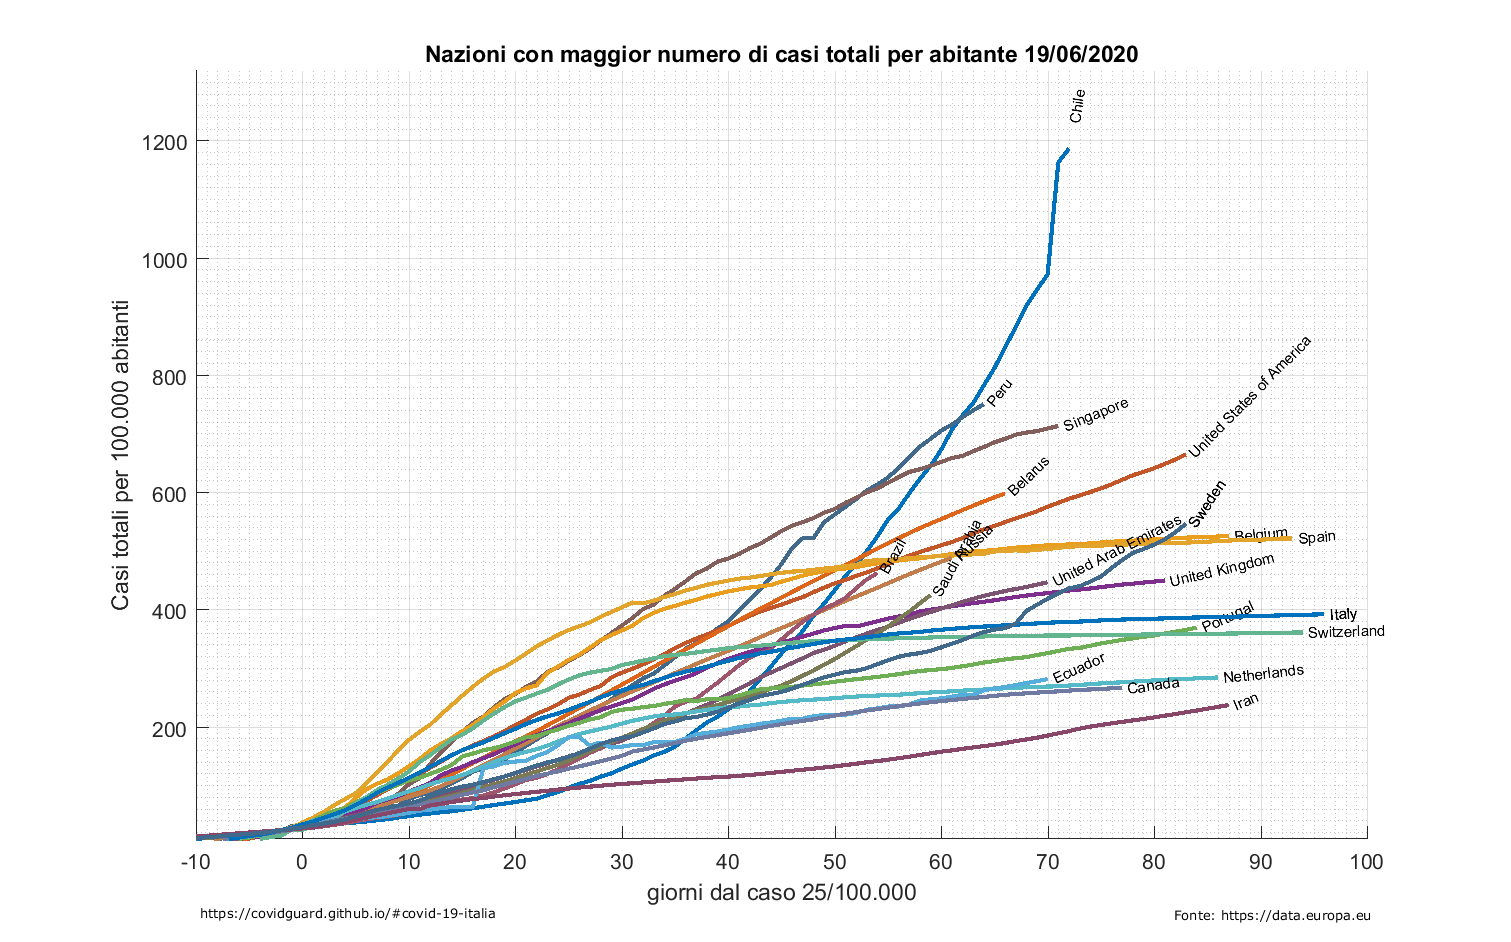 Nazioni con maggior numero di casi totali per abitante 19/06/2020
Chile
1200
1000
Casi totali per 100.000 abitanti
800
United States of America
Peru
Singapore
600
Belarus
Sweden
Belgium
Spain
United Arab Emirates
Russia
Saudi Arabia
Brazil
United Kingdom
400
Portugal
Italy
Switzerland
Ecuador
Canada
Netherlands
Iran
200
-10 0 10 20 30 40 50 60 70 80 90 100
giorni dal caso 25/100.000
https://covidguard.github.io/#covid-19-italia
Fonte: https://data.europa.eu